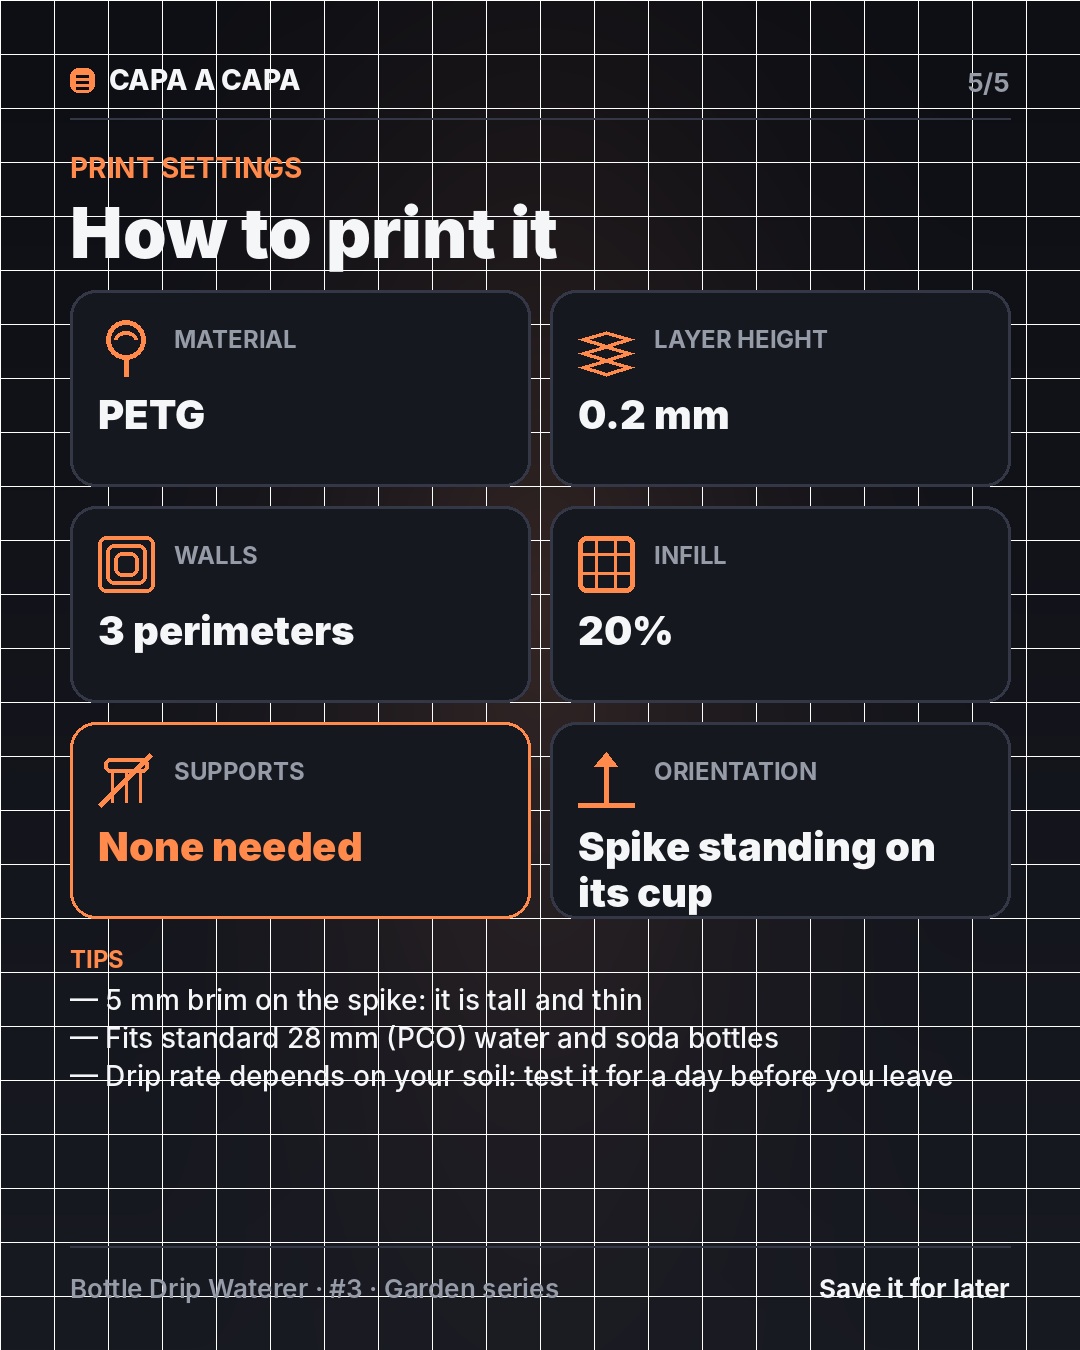 CAPA A CAPA
5/5
PRINT SETTINGS
How to print it
MATERIAL
PETG
LAYER HEIGHT
0.2 mm
WALLS
3 perimeters
INFILL
20%
SUPPORTS
None needed
ORIENTATION
Spike standing on
its cup
TIPS
— 5 mm brim on the spike: it is tall and thin
— Fits standard 28 mm (PCO) water and soda bottles
— Drip rate depends on your soil: test it for a day before you leave
Bottle Drip Waterer · #3 · Garden series
Save it for later